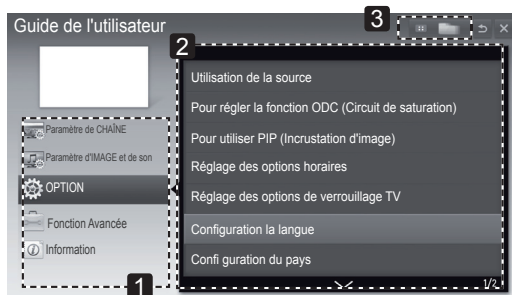 Guide de l'utilisateur
3
2
Paramètre de CHAÎNE
Paramètre d'IMAGE et de son
OPTION
Fonction Avancée
Information
1
Utilisation de la source
Pour régler la fonction ODC (Circuit de saturation)
Pour utiliser PIP (Incrustation d'image)
Réglage des options horaires
Réglage des options de verrouillage TV
Configuration la langue
Confi guration du pays
1/2